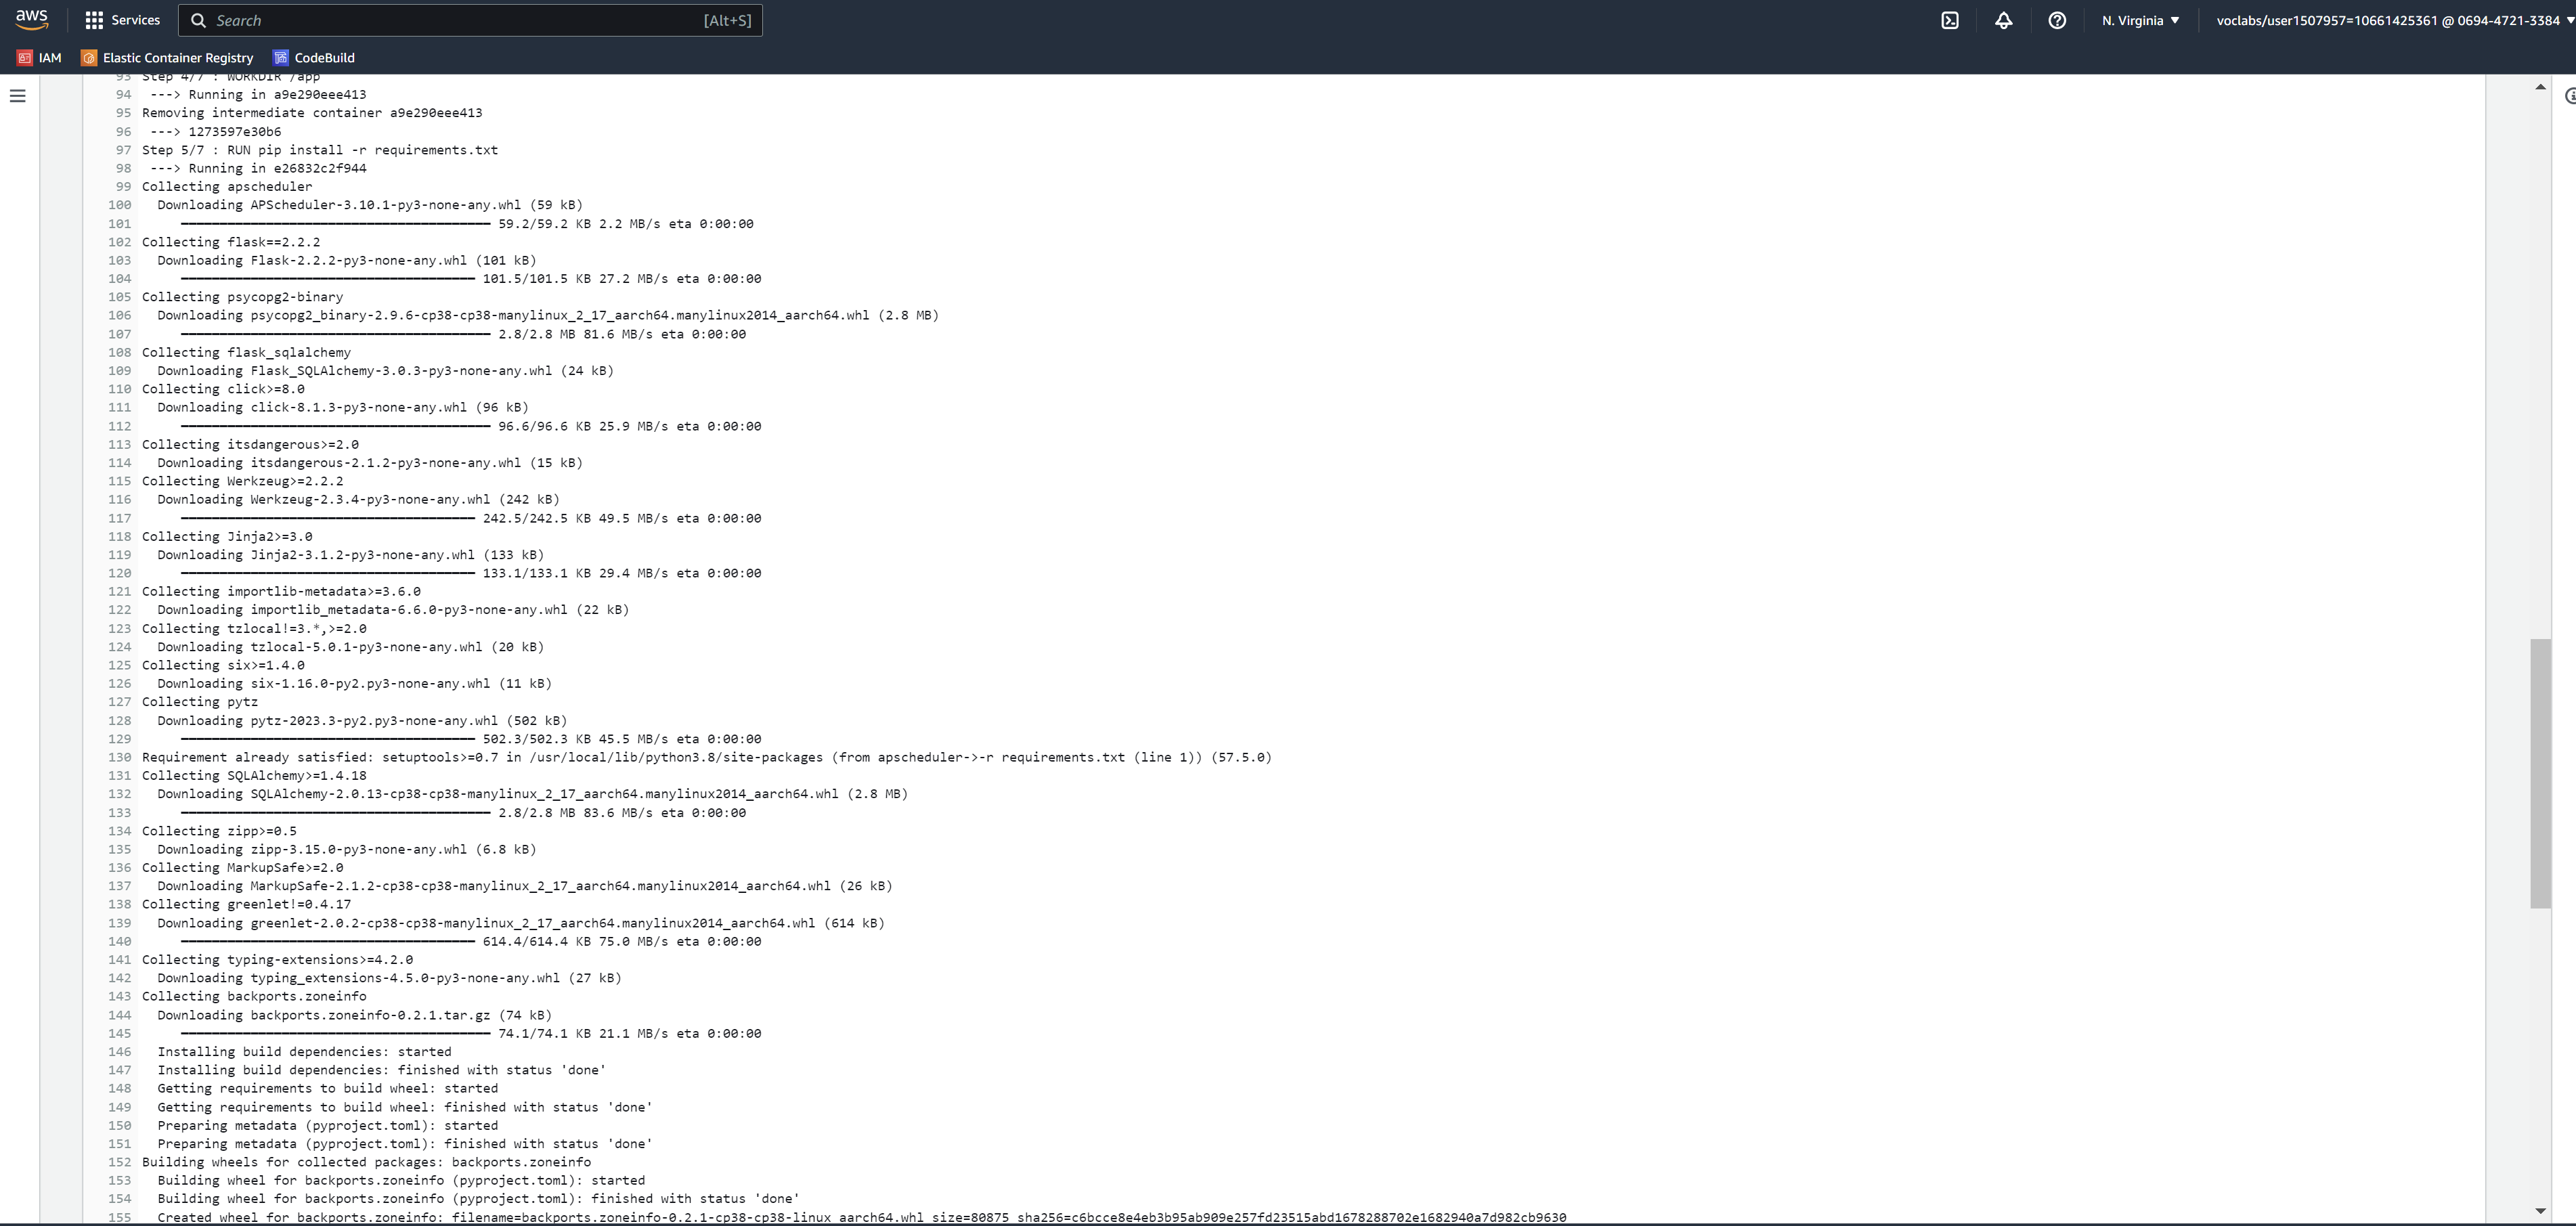 aws
Services
Search
[Alt+S]
N. Virginia
voclabs/user1507957=10661425361 @ 0694-4721-3384
IAM
Elastic Container Registry
CodeBuild
93 Step 4/7 : WORKDIR /app
94 ---> Running in a9e290eee413
95 Removing intermediate container a9e290eee413
96 ---> 1273597e30b6
97 Step 5/7 : RUN pip install -r requirements.txt
98 ---> Running in e26832c2f944
99 Collecting apscheduler
100 Downloading APScheduler-3.10.1-py3-none-any.whl (59 kB)
101 ━━━━━━━━━━━━━━━━━━━━━━━━━━━━━━━━━━━━━━━━ 59.2/59.2 KB 2.2 MB/s eta 0:00:00
102 Collecting flask==2.2.2
103 Downloading Flask-2.2.2-py3-none-any.whl (101 kB)
104 ━━━━━━━━━━━━━━━━━━━━━━━━━━━━━━━━━━━━━━ 101.5/101.5 KB 27.2 MB/s eta 0:00:00
105 Collecting psycopg2-binary
106 Downloading psycopg2_binary-2.9.6-cp38-cp38-manylinux_2_17_aarch64.manylinux2014_aarch64.whl (2.8 MB)
107 ━━━━━━━━━━━━━━━━━━━━━━━━━━━━━━━━━━━━━━━━ 2.8/2.8 MB 81.6 MB/s eta 0:00:00
108 Collecting flask_sqlalchemy
109 Downloading Flask_SQLAlchemy-3.0.3-py3-none-any.whl (24 kB)
110 Collecting click>=8.0
111 Downloading click-8.1.3-py3-none-any.whl (96 kB)
112 ━━━━━━━━━━━━━━━━━━━━━━━━━━━━━━━━━━━━━━━━ 96.6/96.6 KB 25.9 MB/s eta 0:00:00
113 Collecting itsdangerous>=2.0
114 Downloading itsdangerous-2.1.2-py3-none-any.whl (15 kB)
115 Collecting Werkzeug>=2.2.2
116 Downloading Werkzeug-2.3.4-py3-none-any.whl (242 kB)
117 ━━━━━━━━━━━━━━━━━━━━━━━━━━━━━━━━━━━━━━ 242.5/242.5 KB 49.5 MB/s eta 0:00:00
118 Collecting Jinja2>=3.0
119 Downloading Jinja2-3.1.2-py3-none-any.whl (133 kB)
120 ━━━━━━━━━━━━━━━━━━━━━━━━━━━━━━━━━━━━━━ 133.1/133.1 KB 29.4 MB/s eta 0:00:00
121 Collecting importlib-metadata>=3.6.0
122 Downloading importlib_metadata-6.6.0-py3-none-any.whl (22 kB)
123 Collecting tzlocal!=3.*,>=2.0
124 Downloading tzlocal-5.0.1-py3-none-any.whl (20 kB)
125 Collecting six>=1.4.0
126 Downloading six-1.16.0-py2.py3-none-any.whl (11 kB)
127 Collecting pytz
128 Downloading pytz-2023.3-py2.py3-none-any.whl (502 kB)
129 ━━━━━━━━━━━━━━━━━━━━━━━━━━━━━━━━━━━━━━ 502.3/502.3 KB 45.5 MB/s eta 0:00:00
130 Requirement already satisfied: setuptools>=0.7 in /usr/local/lib/python3.8/site-packages (from apscheduler->-r requirements.txt (line 1)) (57.5.0)
131 Collecting SQLAlchemy>=1.4.18
132 Downloading SQLAlchemy-2.0.13-cp38-cp38-manylinux_2_17_aarch64.manylinux2014_aarch64.whl (2.8 MB)
133 ━━━━━━━━━━━━━━━━━━━━━━━━━━━━━━━━━━━━━━━━ 2.8/2.8 MB 83.6 MB/s eta 0:00:00
134 Collecting zipp>=0.5
135 Downloading zipp-3.15.0-py3-none-any.whl (6.8 kB)
136 Collecting MarkupSafe>=2.0
137 Downloading MarkupSafe-2.1.2-cp38-cp38-manylinux_2_17_aarch64.manylinux2014_aarch64.whl (26 kB)
138 Collecting greenlet!=0.4.17
139 Downloading greenlet-2.0.2-cp38-cp38-manylinux_2_17_aarch64.manylinux2014_aarch64.whl (614 kB)
140 ━━━━━━━━━━━━━━━━━━━━━━━━━━━━━━━━━━━━━━ 614.4/614.4 KB 75.0 MB/s eta 0:00:00
141 Collecting typing-extensions>=4.2.0
142 Downloading typing_extensions-4.5.0-py3-none-any.whl (27 kB)
143 Collecting backports.zoneinfo
144 Downloading backports.zoneinfo-0.2.1.tar.gz (74 kB)
145 ━━━━━━━━━━━━━━━━━━━━━━━━━━━━━━━━━━━━━━━━ 74.1/74.1 KB 21.1 MB/s eta 0:00:00
146 Installing build dependencies: started
147 Installing build dependencies: finished with status 'done'
148 Getting requirements to build wheel: started
149 Getting requirements to build wheel: finished with status 'done'
150 Preparing metadata (pyproject.toml): started
151 Preparing metadata (pyproject.toml): finished with status 'done'
152 Building wheels for collected packages: backports.zoneinfo
153 Building wheel for backports.zoneinfo (pyproject.toml): started
154 Building wheel for backports.zoneinfo (pyproject.toml): finished with status 'done'
155 Created wheel for backports.zoneinfo: filename=backports.zoneinfo-0.2.1-cp38-cp38-linux_aarch64.whl size=80875 sha256=c6bcce8e4eb3b95ab909e257fd23515abd1678288702e1682940a7d982cb9630